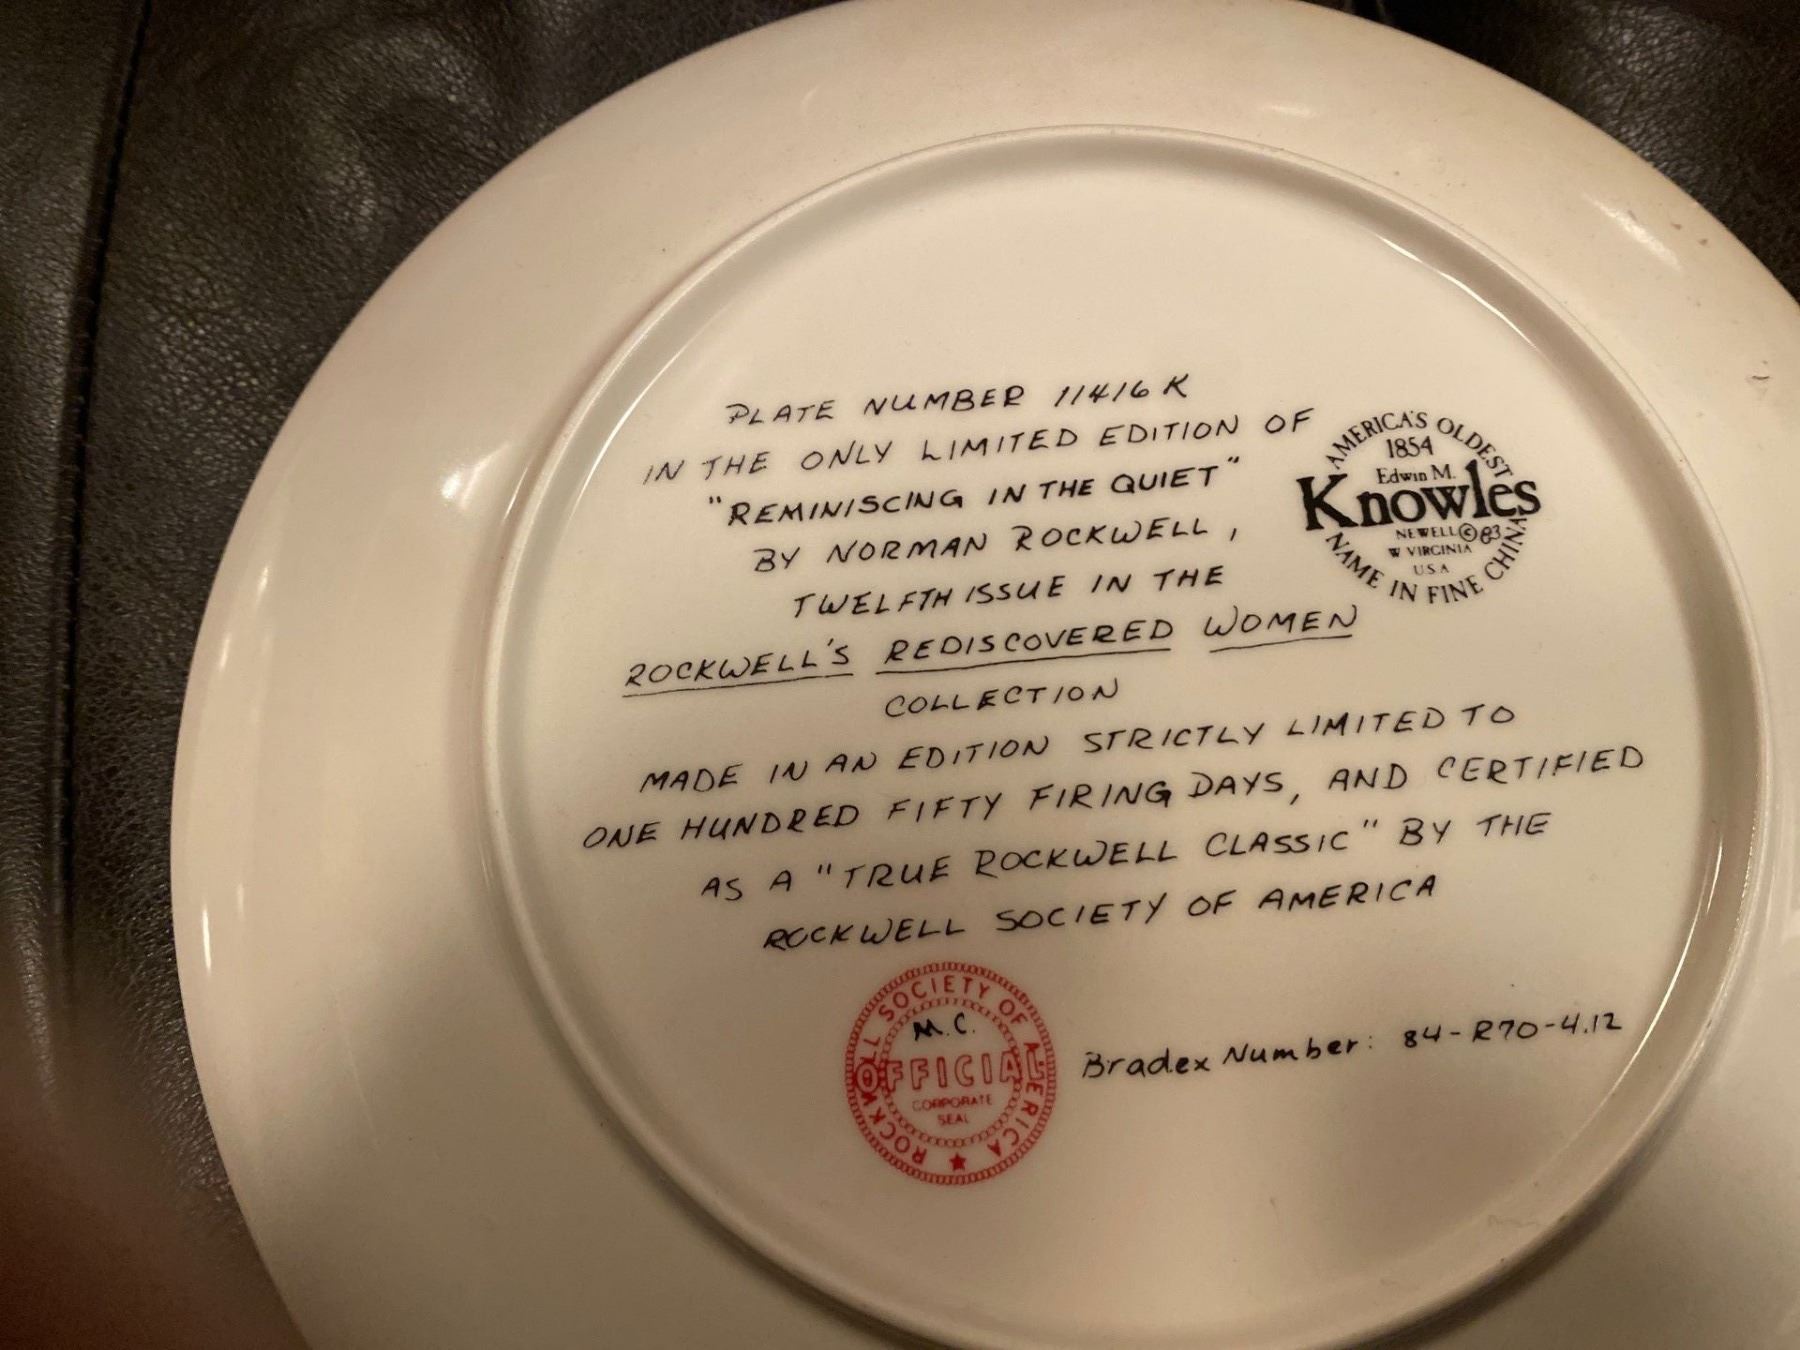 PLATE NUMBER 11416 K
IN THE ONLY LIMITED EDITION OF
"REMINISCING IN THE QUIET"
BY NORMAN ROCKWELL,
TWELFTH ISSUE IN THE
ROCKWELL'S REDISCOVERED WOMEN
COLLECTION
MADE IN AN EDITION STRICTLY LIMITED TO
ONE HUNDRED FIFTY FIRING DAYS, AND CERTIFIED
AS A "TRUE ROCKWELL CLASSIC" BY THE
ROCKWELL SOCIETY OF AMERICA
AMERICA'S OLDEST
1854
Edwin M.
Knowles
NEWELL © 83
W VIRGINIA
U.S.A
NAME IN FINE CHINA
ROCKWELL SOCIETY OF AMERICA
M.C.
OFFICIAL
CORPORATE
SEAL
Bradex Number: 84-R70-4.12